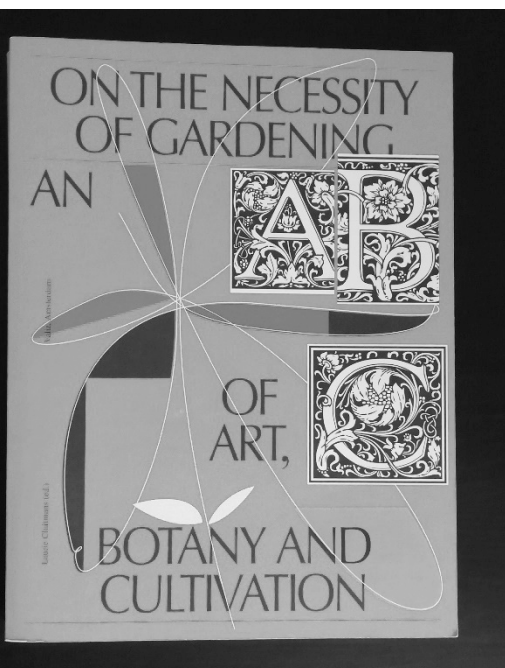 ON THE NECESSITY
OF GARDENING
AN
A B
C
OF
ART,
BOTANY AND
CULTIVATION